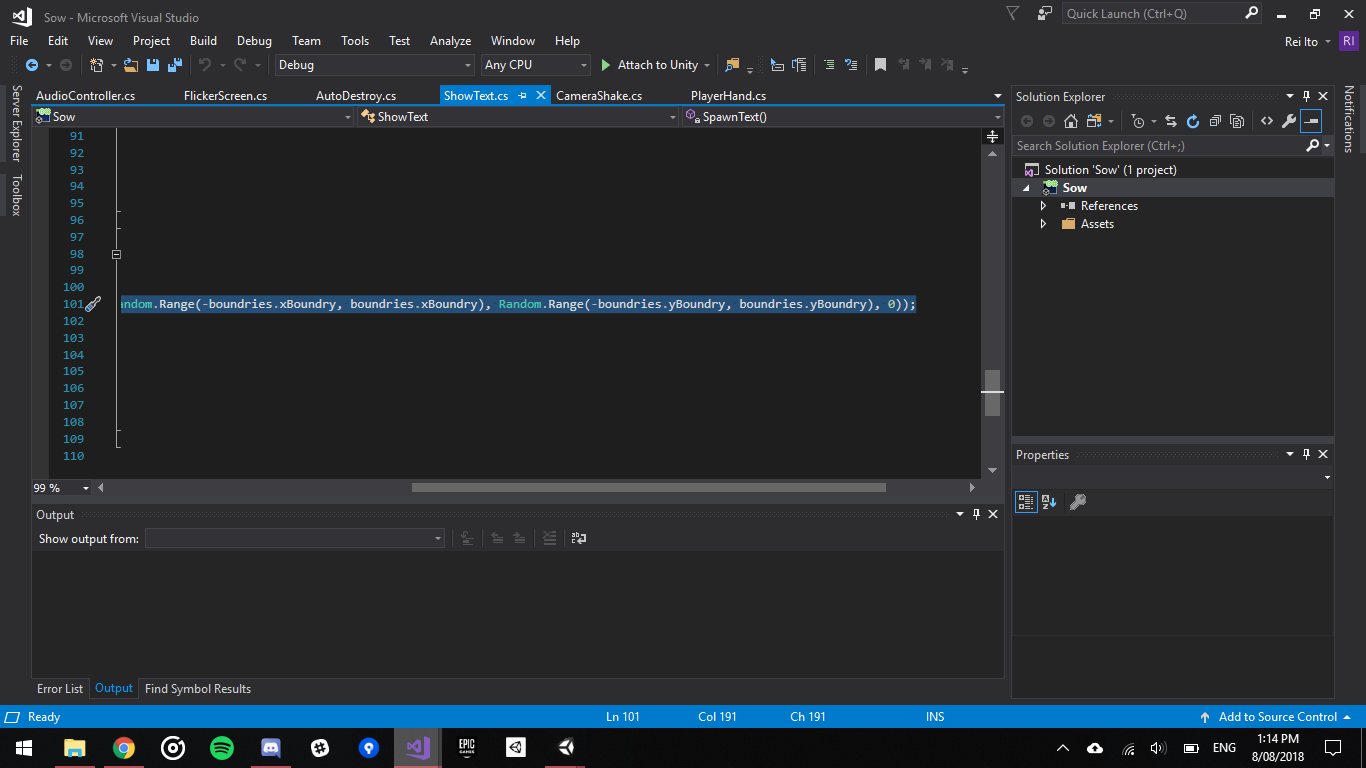 Sow - Microsoft Visual Studio
Quick Launch (Ctrl+Q)
File Edit View Project Build Debug Team Tools Test Analyze Window Help
Rei Ito RI
Debug Any CPU Attach to Unity
Server Explorer
Toolbox
AudioController.cs FlickerScreen.cs AutoDestroy.cs ShowText.cs CameraShake.cs PlayerHand.cs
Sow ShowText SpawnText()
91
92
93
94
95
96
97
98
99
100
101 andom.Range(-boundries.xBoundry, boundries.xBoundry), Random.Range(-boundries.yBoundry, boundries.yBoundry), 0));
102
103
104
105
106
107
108
109
110
99 %
Output
Show output from:
Error List Output Find Symbol Results
Solution Explorer
Search Solution Explorer (Ctrl+;)
Solution 'Sow' (1 project)
Sow
References
Assets
Properties
Notifications
Ready Ln 101 Col 191 Ch 191 INS Add to Source Control
EPIC GAMES
ENG
1:14 PM
8/08/2018